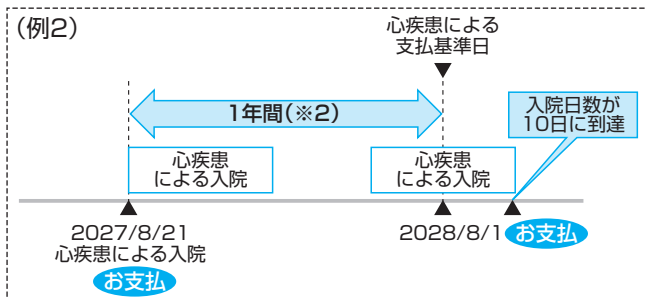 (例2)
心疾患による
支払基準日
1年間(※2)
入院日数が
10日に到達
心疾患
による入院
心疾患
による入院
2027/8/21
心疾患による入院
お支払
2028/8/1
お支払